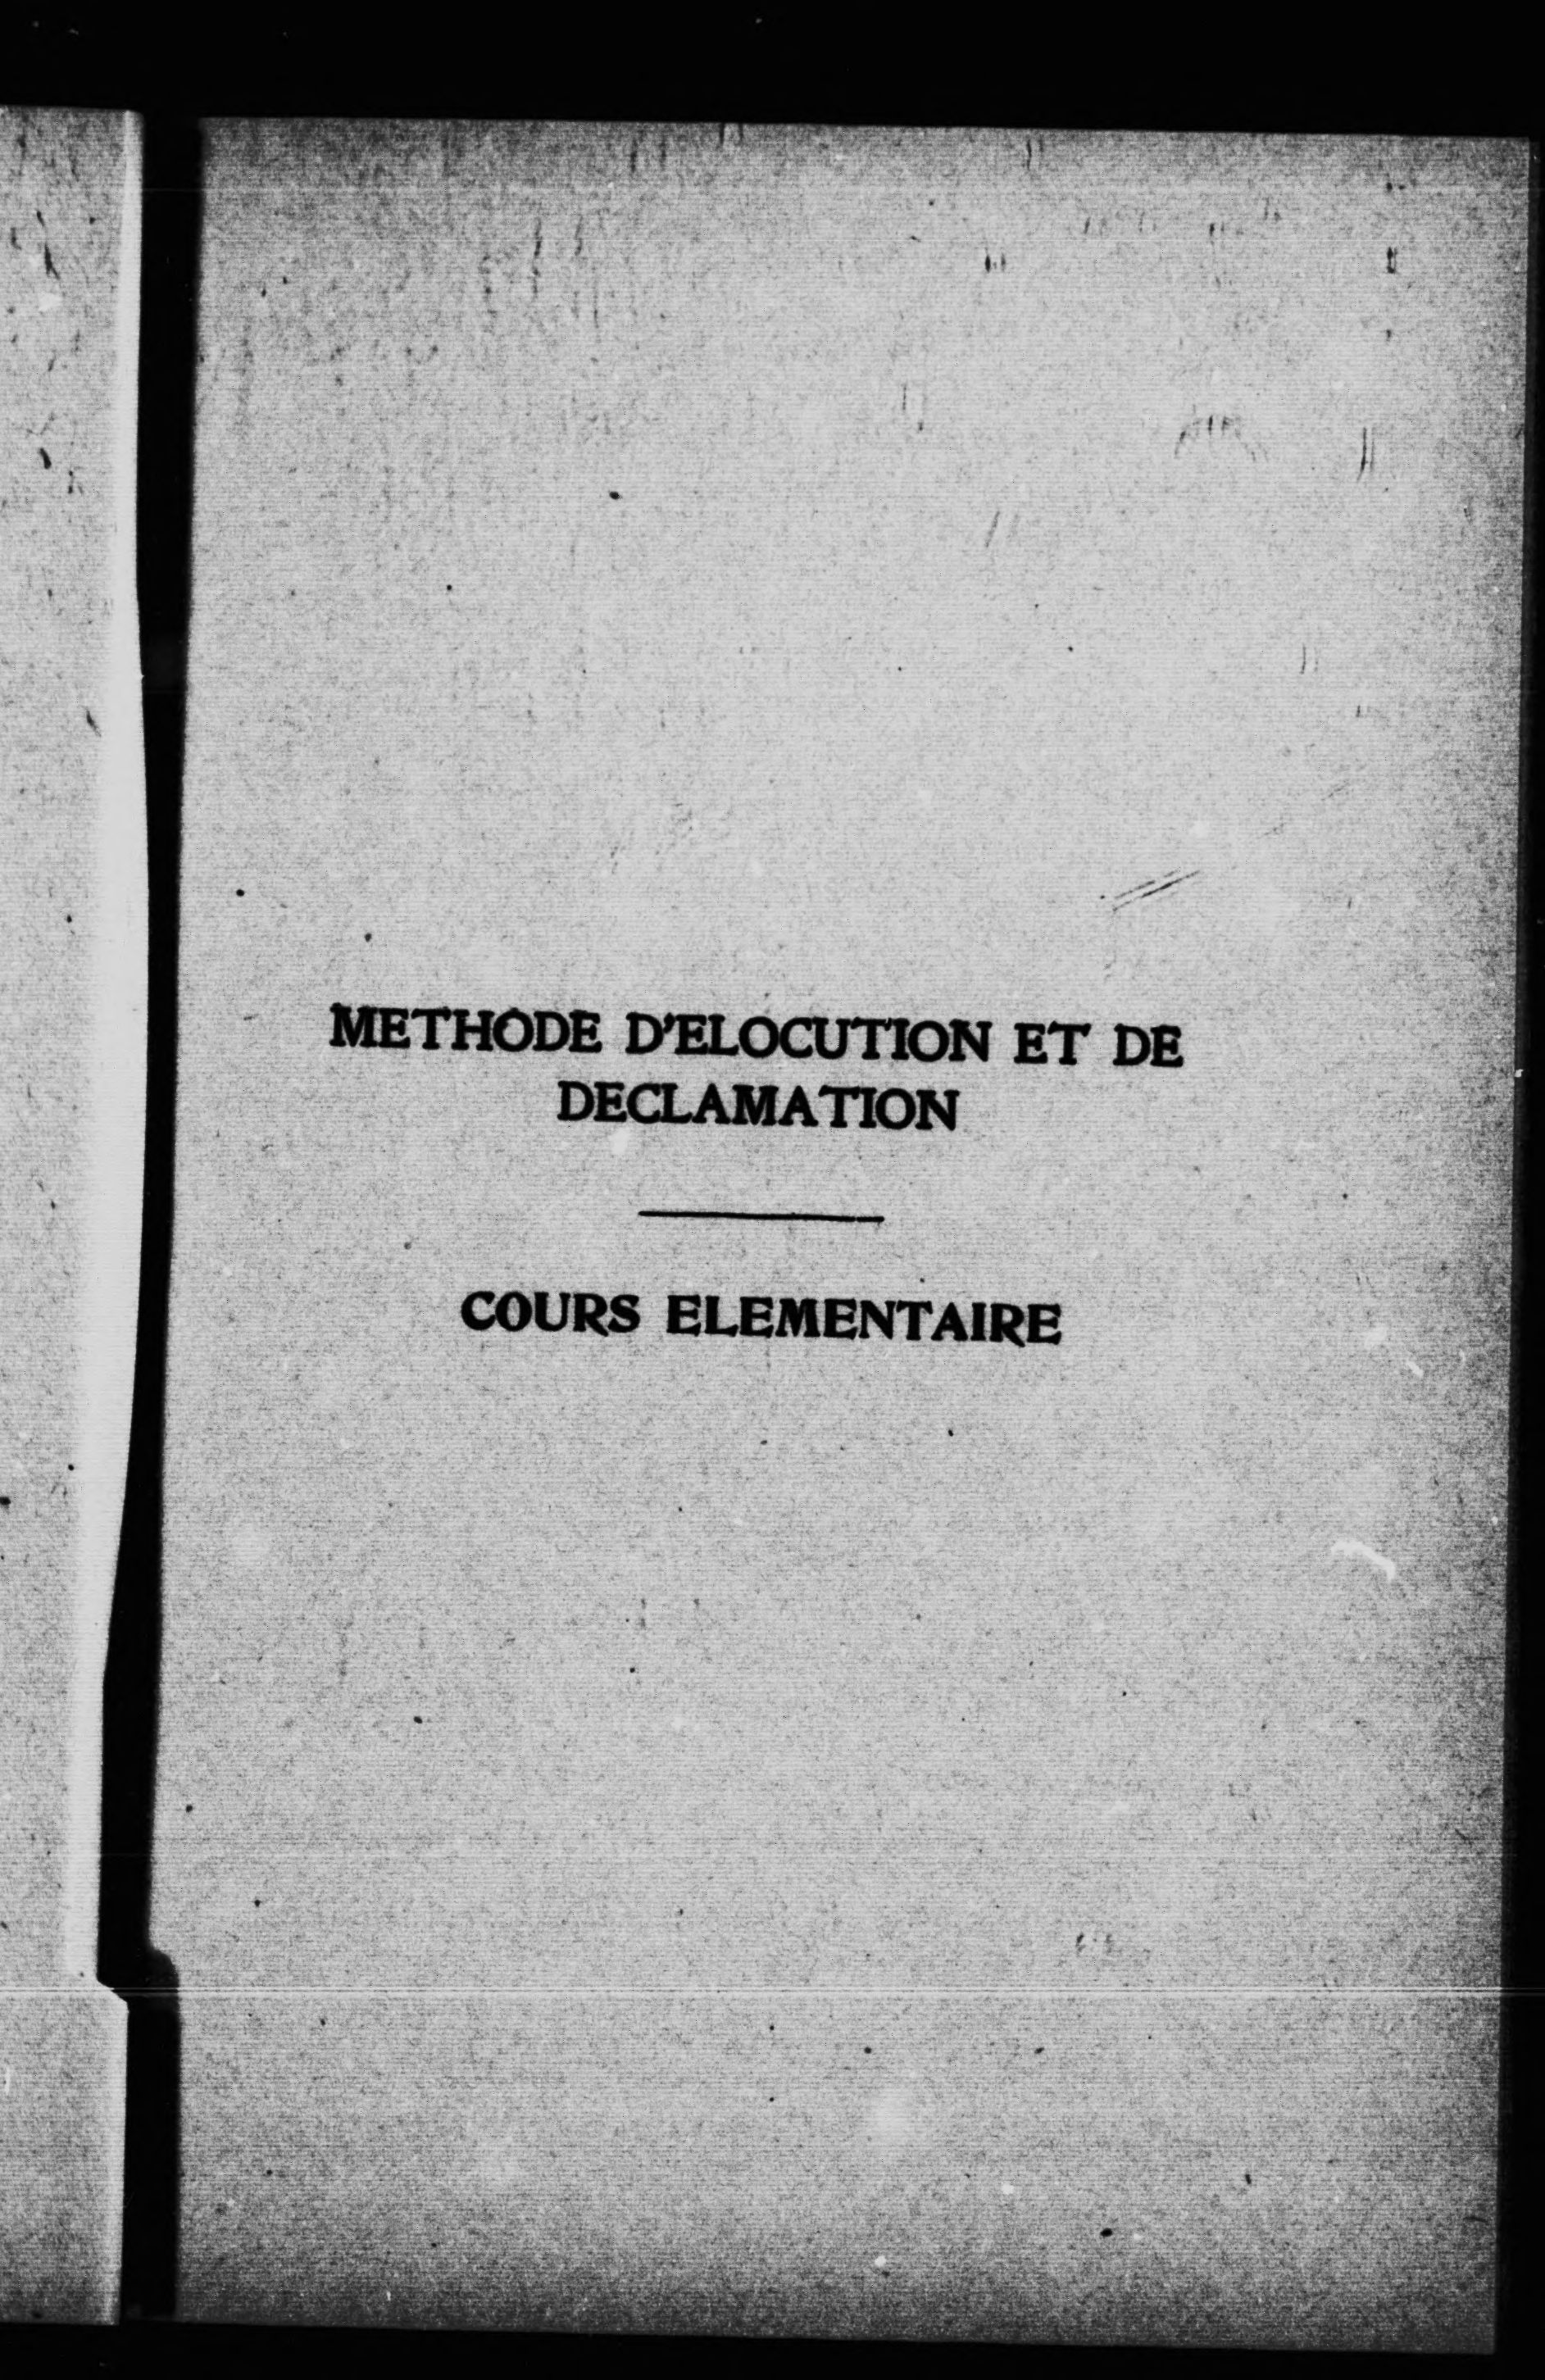 METHODE D'ELOCUTION ET DE
DECLAMATION
COURS ELEMENTAIRE